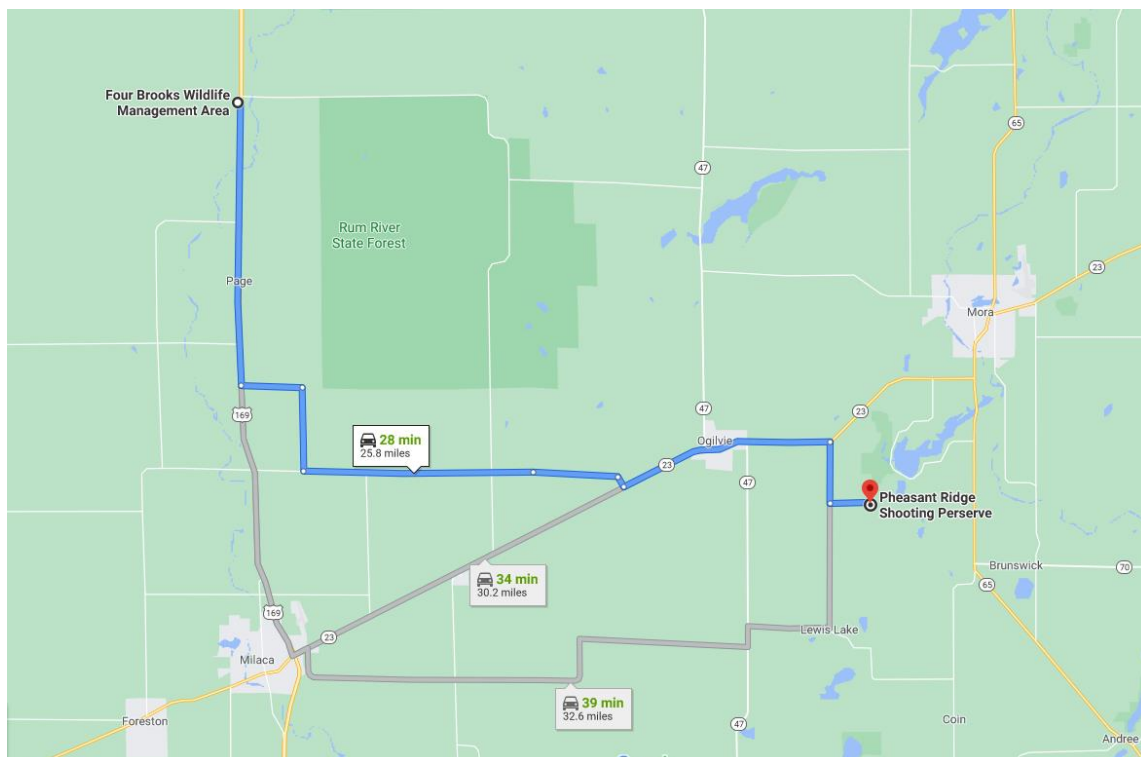 Four Brooks Wildlife
Management Area
65
47
Rum River
State Forest
23
Page
Mora
47
23
169
28 min
25.8 miles
Ogilvie
23
47
Pheasant Ridge
Shooting Perserve
34 min
30.2 miles
Brunswick
70
65
169
23
Lewis Lake
Milaca
39 min
32.6 miles
Foreston
47
Coin
Andree